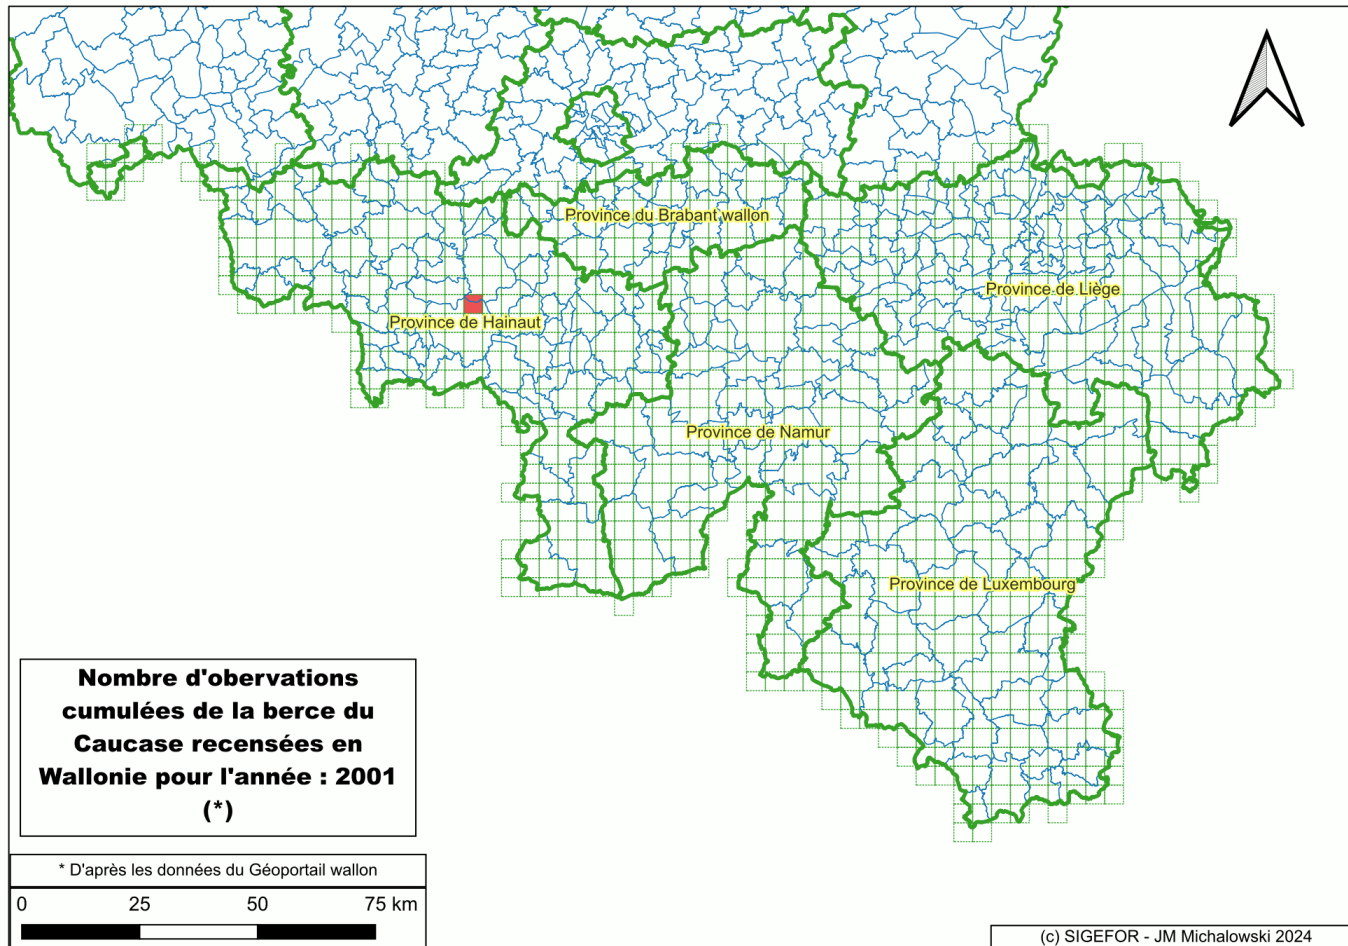 Province du Brabant wallon
Province de Liège
Province de Hainaut
Province de Namur
Province de Luxembourg
Nombre d'obervations
cumulées de la berce du
Caucase recensées en
Wallonie pour l'année : 2001
(*)
* D'après les données du Géoportail wallon
0 25 50 75 km
(c) SIGEFOR - JM Michalowski 2024